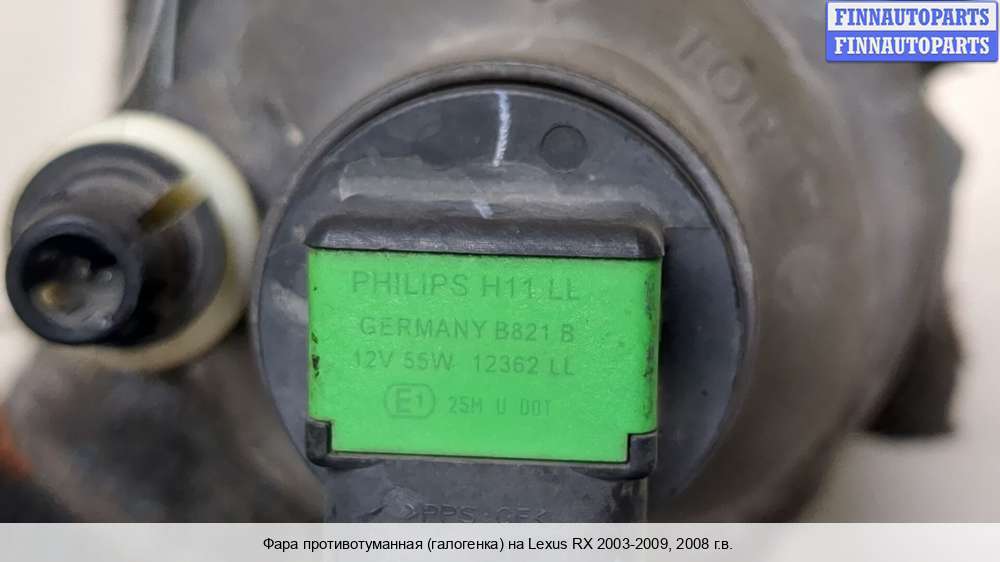 FINNAUTOPARTS
FINNAUTOPARTS
TOP
PHILIPS H11 LL
GERMANY B821 B
12V 55W 12362 LL
E1 25M U DOT
Фара противотуманная (галогенка) на Lexus RX 2003-2009, 2008 г.в.